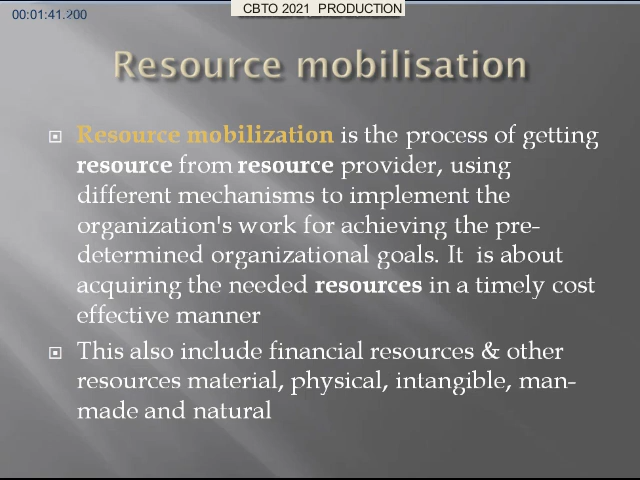 00:01:41.200
CBTO 2021 PRODUCTION
Resource mobilisation
Resource mobilization is the process of getting
resource from resource provider, using
different mechanisms to implement the
organization's work for achieving the pre-
determined organizational goals. It is about
acquiring the needed resources in a timely cost
effective manner
This also include financial resources & other
resources material, physical, intangible, man-
made and natural